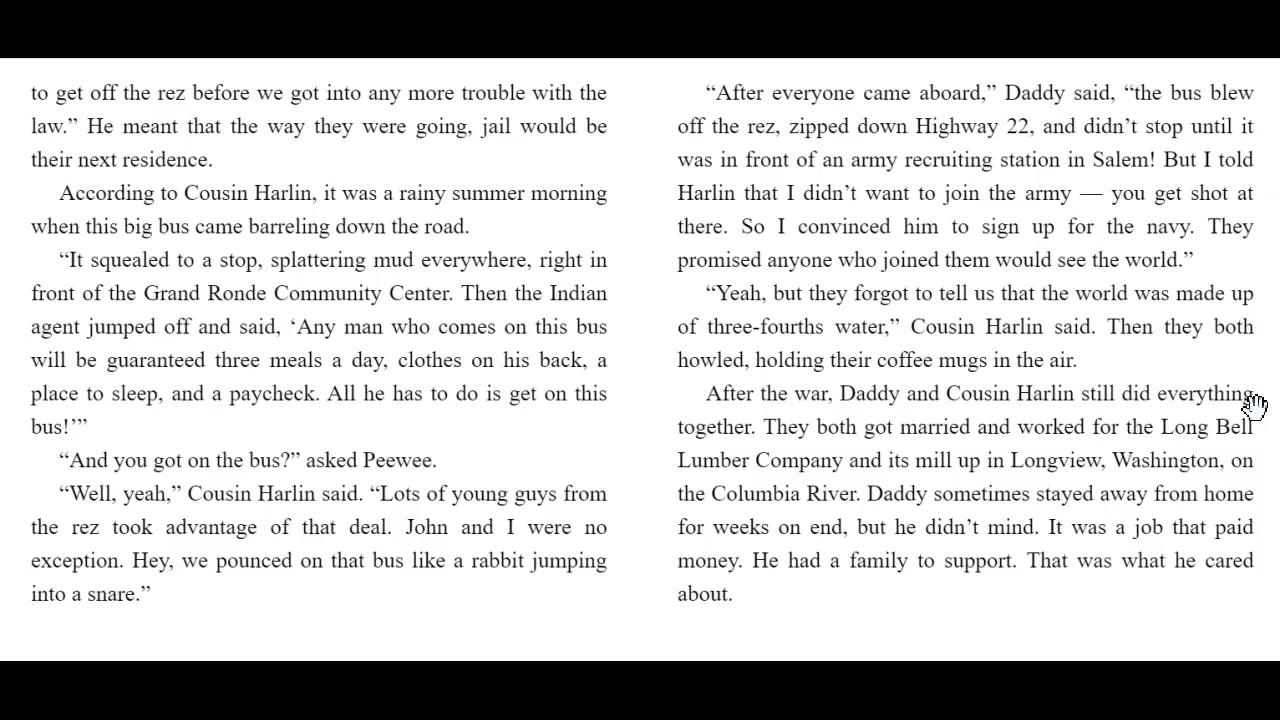 to get off the rez before we got into any more trouble with the
law.” He meant that the way they were going, jail would be
their next residence.
According to Cousin Harlin, it was a rainy summer morning
when this big bus came barreling down the road.
“It squealed to a stop, splattering mud everywhere, right in
front of the Grand Ronde Community Center. Then the Indian
agent jumped off and said, ‘Any man who comes on this bus
will be guaranteed three meals a day, clothes on his back, a
place to sleep, and a paycheck. All he has to do is get on this
bus!’”
“And you got on the bus?” asked Peewee.
“Well, yeah,” Cousin Harlin said. “Lots of young guys from
the rez took advantage of that deal. John and I were no
exception. Hey, we pounced on that bus like a rabbit jumping
into a snare.”
“After everyone came aboard,” Daddy said, “the bus blew
off the rez, zipped down Highway 22, and didn’t stop until it
was in front of an army recruiting station in Salem! But I told
Harlin that I didn’t want to join the army — you get shot at
there. So I convinced him to sign up for the navy. They
promised anyone who joined them would see the world.”
“Yeah, but they forgot to tell us that the world was made up
of three-fourths water,” Cousin Harlin said. Then they both
howled, holding their coffee mugs in the air.
After the war, Daddy and Cousin Harlin still did everything
together. They both got married and worked for the Long Bell
Lumber Company and its mill up in Longview, Washington, on
the Columbia River. Daddy sometimes stayed away from home
for weeks on end, but he didn’t mind. It was a job that paid
money. He had a family to support. That was what he cared
about.